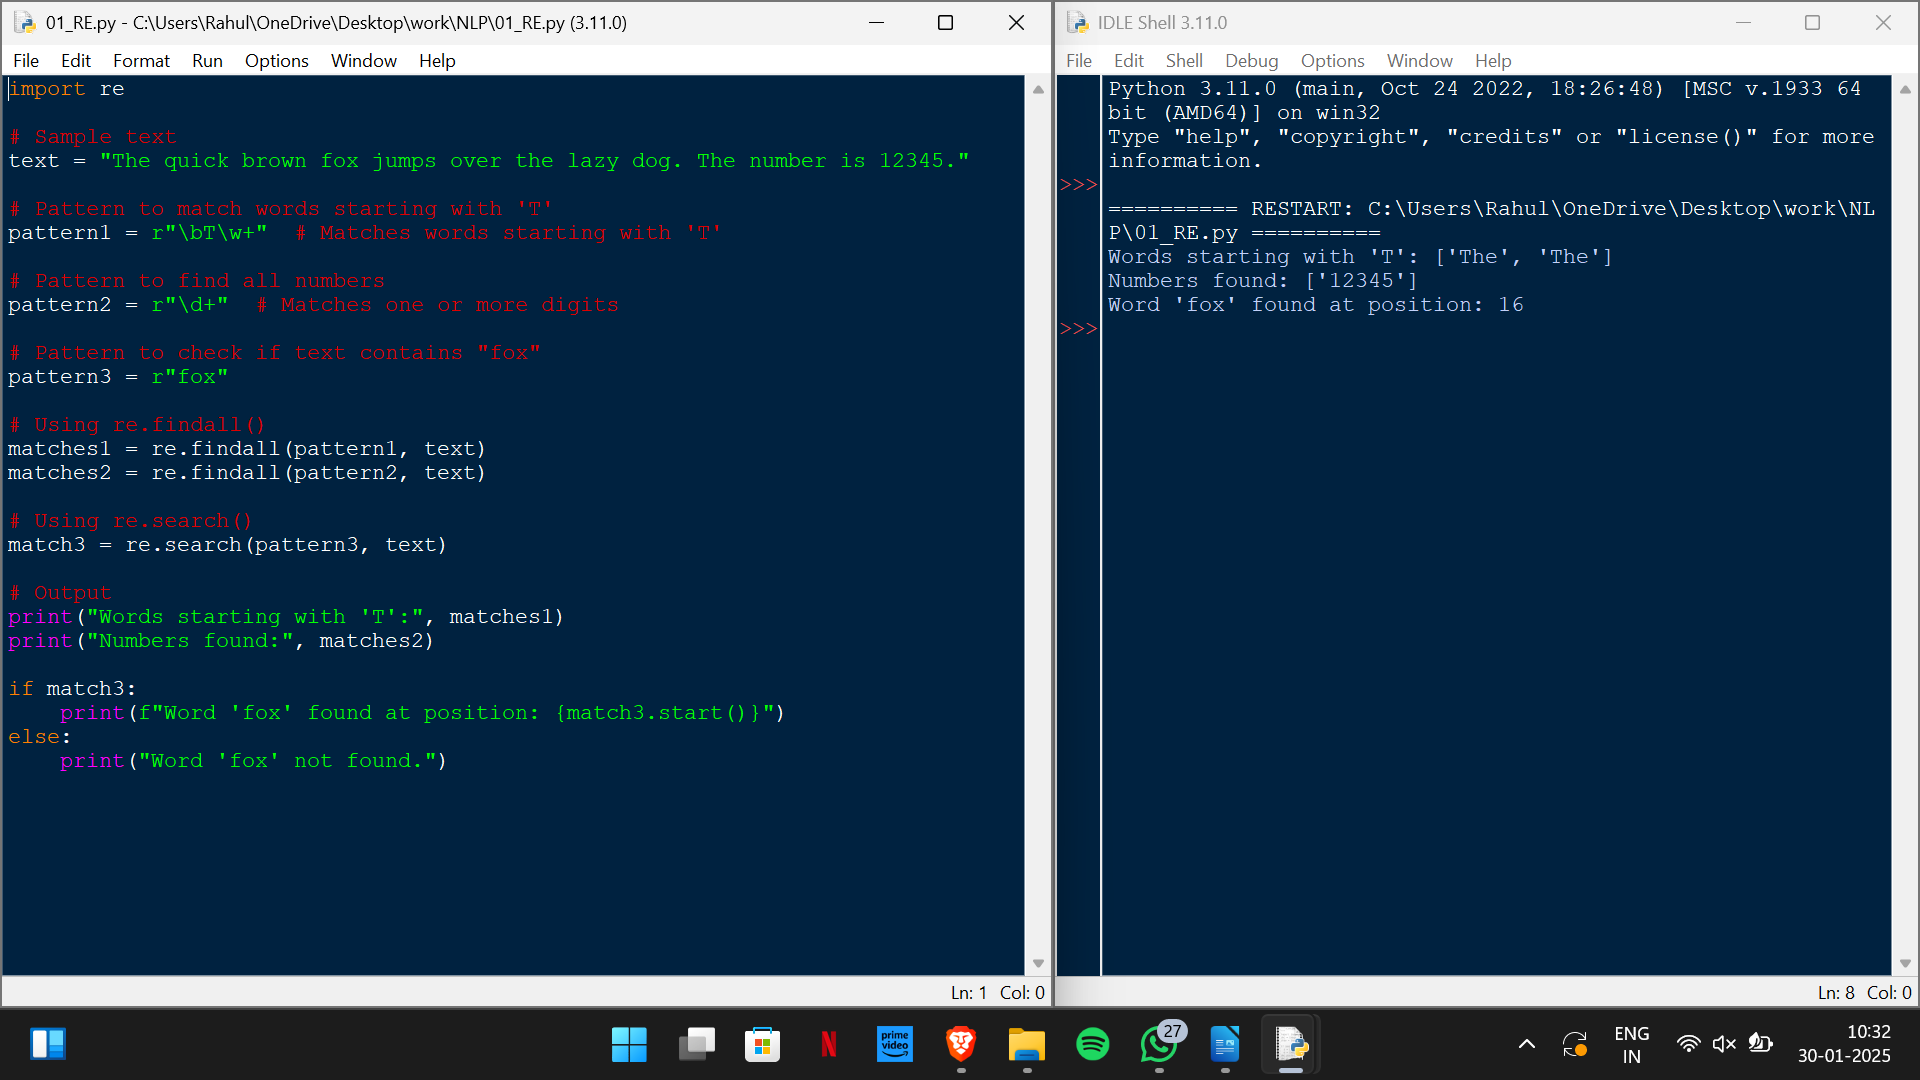 01_RE.py - C:\Users\Rahul\OneDrive\Desktop\work\NLP\01_RE.py (3.11.0)
File Edit Format Run Options Window Help
import re
# Sample text
text = "The quick brown fox jumps over the lazy dog. The number is 12345."
# Pattern to match words starting with 'T'
pattern1 = r"\bT\w+"  # Matches words starting with 'T'
# Pattern to find all numbers
pattern2 = r"\d+"  # Matches one or more digits
# Pattern to check if text contains "fox"
pattern3 = r"fox"
# Using re.findall()
matches1 = re.findall(pattern1, text)
matches2 = re.findall(pattern2, text)
# Using re.search()
match3 = re.search(pattern3, text)
# Output
print("Words starting with 'T':", matches1)
print("Numbers found:", matches2)
if match3:
    print(f"Word 'fox' found at position: {match3.start()}")
else:
    print("Word 'fox' not found.")
Ln: 1 Col: 0
IDLE Shell 3.11.0
File Edit Shell Debug Options Window Help
Python 3.11.0 (main, Oct 24 2022, 18:26:48) [MSC v.1933 64
bit (AMD64)] on win32
Type "help", "copyright", "credits" or "license()" for more
information.
>>>
========== RESTART: C:\Users\Rahul\OneDrive\Desktop\work\NL
P\01_RE.py ==========
Words starting with 'T': ['The', 'The']
Numbers found: ['12345']
Word 'fox' found at position: 16
>>>
Ln: 8 Col: 0
prime
video
27
ENG
IN
10:32
30-01-2025